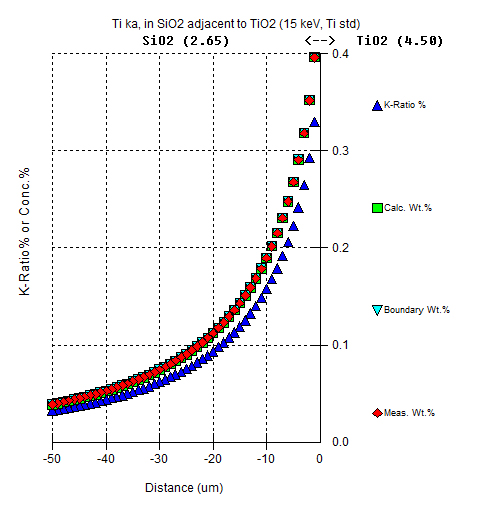 Ti ka, in SiO2 adjacent to TiO2 (15 keV, Ti std)
SiO2 (2.65) <--> TiO2 (4.50)
0.4
K-Ratio %
0.3
Calc. Wt.%
K-Ratio% or Conc.%
0.2
Boundary Wt.%
0.1
Meas. Wt.%
0.0
-50 -40 -30 -20 -10 0
Distance (um)